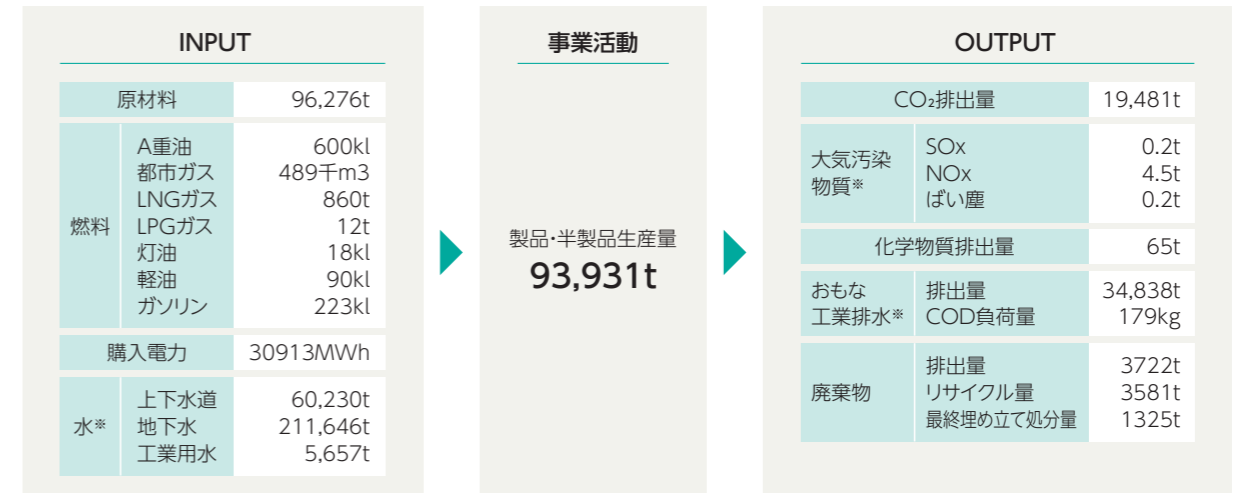 INPUT
原材料 96,276t
燃料
A重油 600kl
都市ガス 489千m3
LNGガス 860t
LPGガス 12t
灯油 18kl
軽油 90kl
ガソリン 223kl
購入電力 30913MWh
水※
上下水道 60,230t
地下水 211,646t
工業用水 5,657t
事業活動
製品・半製品生産量
93,931t
OUTPUT
CO₂排出量 19,481t
大気汚染
物質※
SOx 0.2t
NOx 4.5t
ばい塵 0.2t
化学物質排出量 65t
おもな
工業排水※
排出量 34,838t
COD負荷量 179kg
廃棄物
排出量 3722t
リサイクル量 3581t
最終埋め立て処分量 1325t